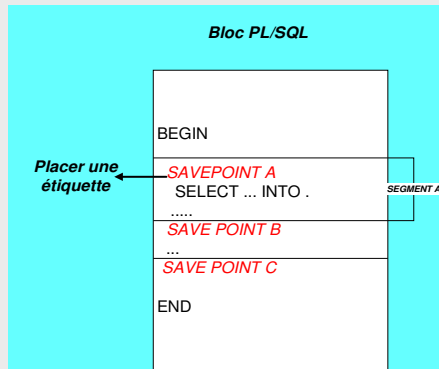 Bloc PL/SQL
BEGIN
Placer une
étiquette
SAVEPOINT A
SELECT ... INTO .
.....
SEGMENT A
SAVE POINT B
...
SAVE POINT C
END